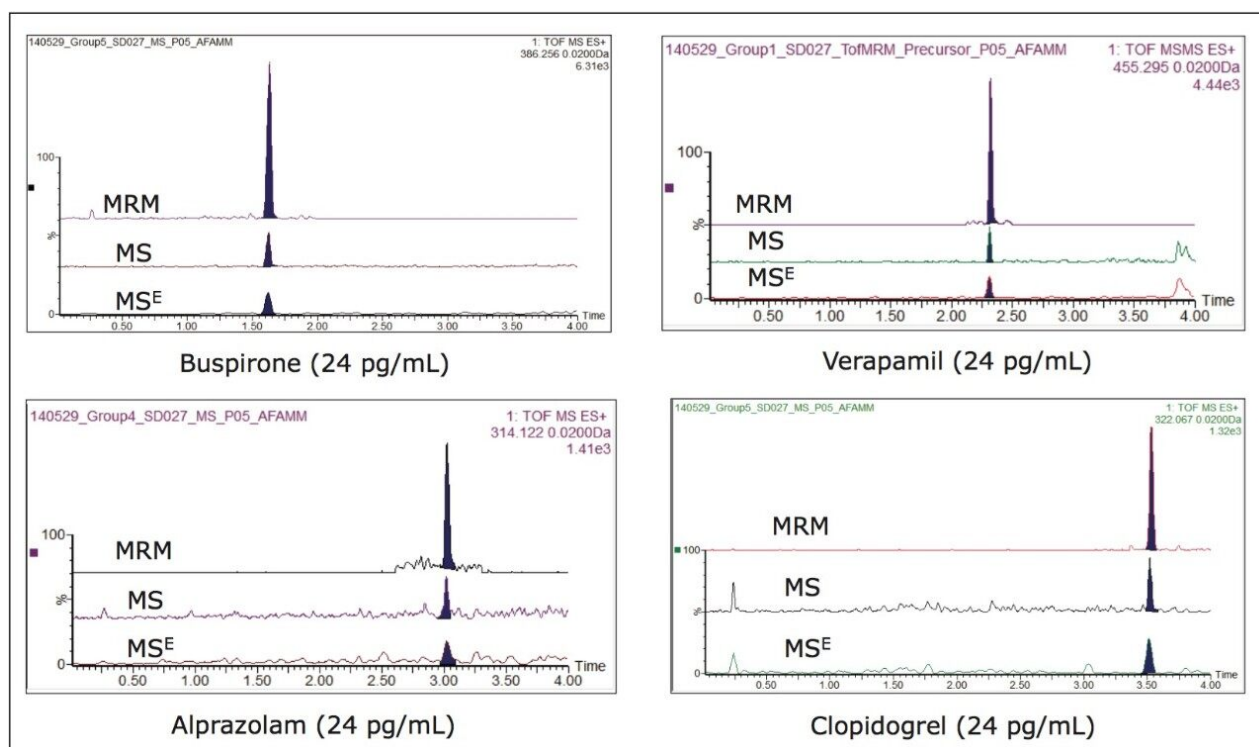 140529_Group5_SD027_MS_P05_AFAMM
1: TOF MS ES+
386.256 0.0200Da
6.31e3
100
%
0
MRM
MS
MSᴱ
0.50 1.00 1.50 2.00 2.50 3.00 3.50 4.00
Time
Buspirone (24 pg/mL)
140529_Group1_SD027_TofMRM_Precursor_P05_AFAMM
1: TOF MSMS ES+
455.295 0.0200Da
4.44e3
100
%
0
MRM
MS
MSᴱ
Time
0.50 1.00 1.50 2.00 2.50 3.00 3.50 4.00
Verapamil (24 pg/mL)
140529_Group4_SD027_MS_P05_AFAMM
1: TOF MS ES+
314.122 0.0200Da
1.41e3
100
%
0
MRM
MS
MSᴱ
Time
0.50 1.00 1.50 2.00 2.50 3.00 3.50 4.00
Alprazolam (24 pg/mL)
140529_Group5_SD027_MS_P05_AFAMM
1: TOF MS ES+
322.067 0.0200Da
1.32e3
100
%
0
MRM
MS
MSᴱ
Time
0.50 1.00 1.50 2.00 2.50 3.00 3.50 4.00
Clopidogrel (24 pg/mL)